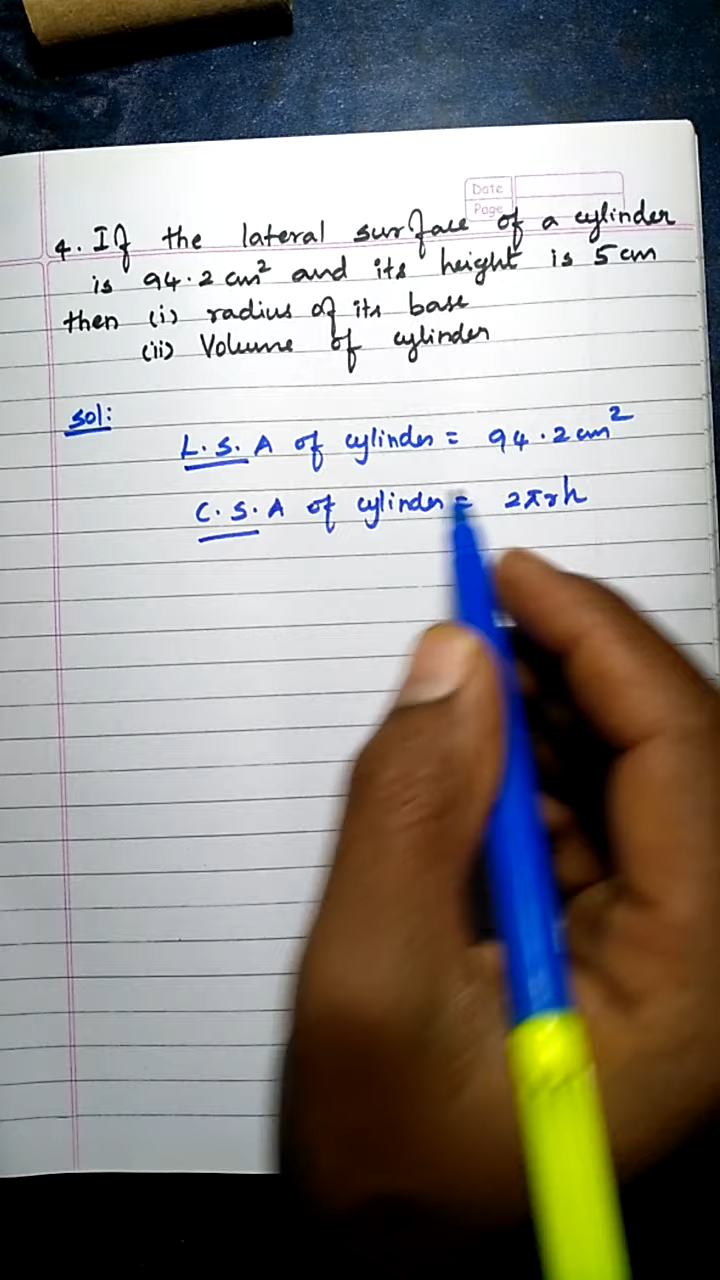 Date
Page
4. If the lateral surface of a cylinder
is 94.2 cm² and its height is 5 cm
then (i) radius of its base
(ii) Volume of cylinder
Sol:
L.S.A of cylinder = 94.2 cm²
C.S.A of cylinder = 2πrh